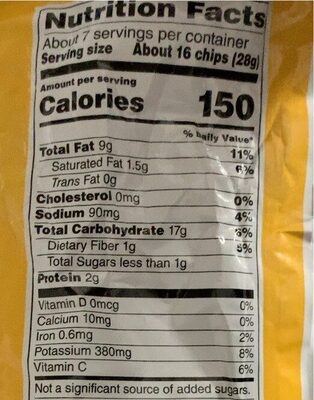 Nutrition Facts
About 7 servings per container
Serving size About 16 chips (28g)
Amount per serving
Calories 150
% Daily Value*
Total Fat 9g 11%
Saturated Fat 1.5g 6%
Trans Fat 0g
Cholesterol 0mg 0%
Sodium 90mg 4%
Total Carbohydrate 17g 6%
Dietary Fiber 1g 5%
Total Sugars less than 1g
Protein 2g
Vitamin D 0mcg 0%
Calcium 10mg 0%
Iron 0.6mg 2%
Potassium 380mg 8%
Vitamin C 6%
Not a significant source of added sugars.